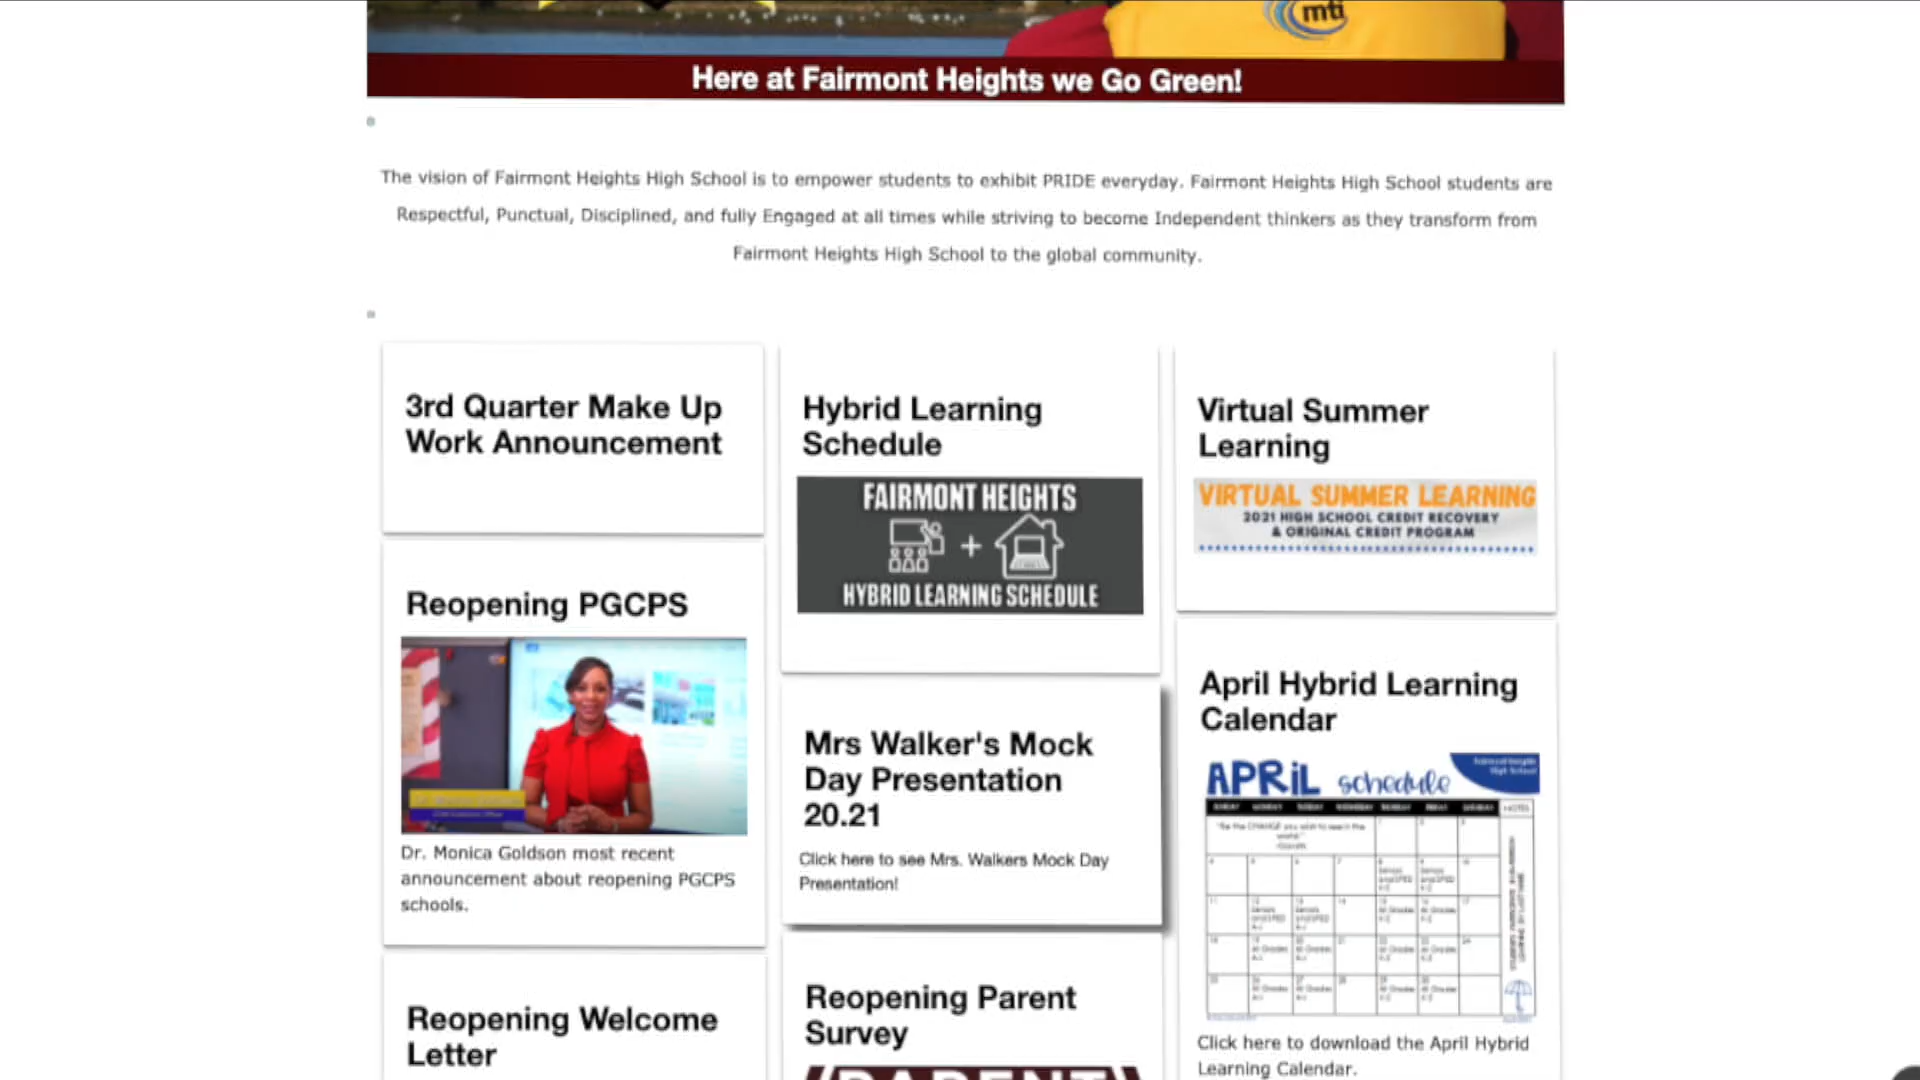 mti
Here at Fairmont Heights we Go Green!
The vision of Fairmont Heights High School is to empower students to exhibit PRIDE everyday. Fairmont Heights High School students are
Respectful, Punctual, Disciplined, and fully Engaged at all times while striving to become Independent thinkers as they transform from
Fairmont Heights High School to the global community.
3rd Quarter Make Up
Work Announcement
Reopening PGCPS
Dr. Monica Goldson most recent
announcement about reopening PGCPS
schools.
Reopening Welcome
Letter
Hybrid Learning
Schedule
FAIRMONT HEIGHTS
+
HYBRID LEARNING SCHEDULE
Mrs Walker's Mock
Day Presentation
20.21
Click here to see Mrs. Walkers Mock Day
Presentation!
Reopening Parent
Survey
Virtual Summer
Learning
VIRTUAL SUMMER LEARNING
2021 HIGH SCHOOL CREDIT RECOVERY
& ORIGINAL CREDIT PROGRAM
April Hybrid Learning
Calendar
APRIL schedule
Click here to download the April Hybrid
Learning Calendar.